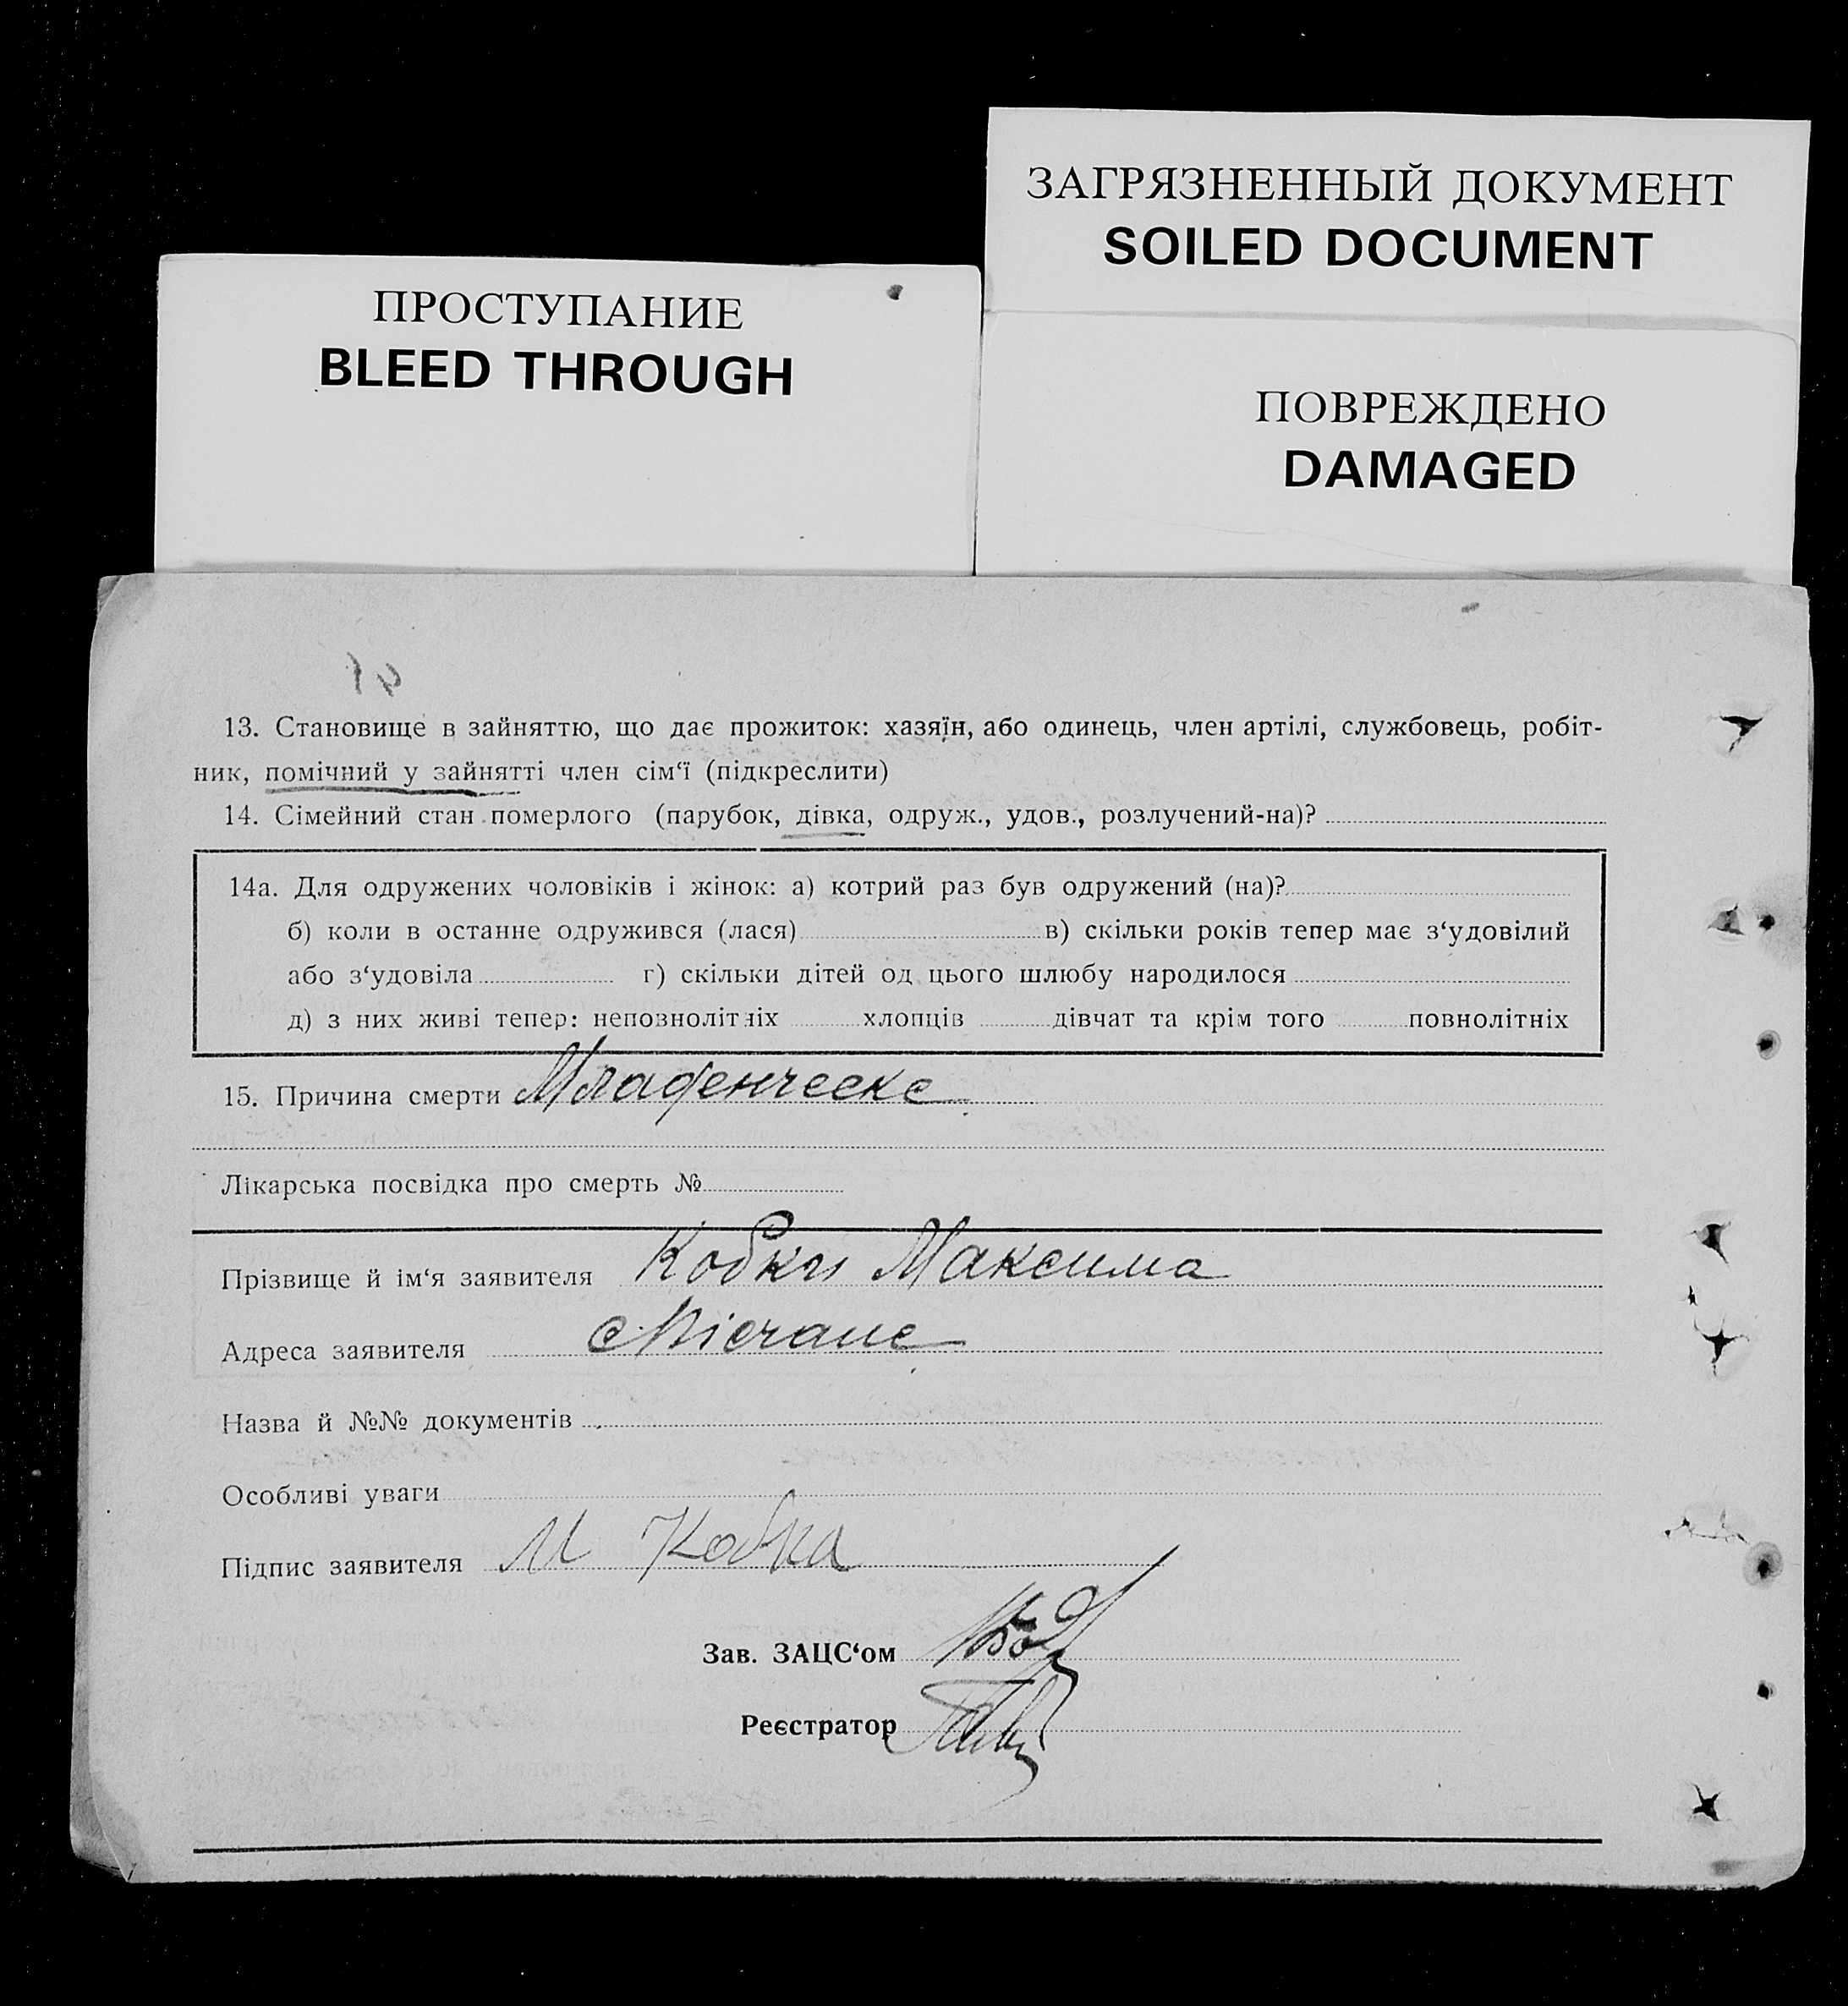 ЗАГРЯЗНЕННЫЙ ДОКУМЕНТ
SOILED DOCUMENT
ПРОСТУПАНИЕ
BLEED THROUGH
ПОВРЕЖДЕНО
DAMAGED
13. Становище в зайняттю, що дає прожиток: хазяїн, або одинець, член артілі, службовець, робіт-
ник, помічний у зайнятті член сім‘ї (підкреслити)
14. Сімейний стан померлого (парубок, дівка, одруж., удов., розлучений-на)?
14а. Для одружених чоловіків і жінок: а) котрий раз був одружений (на)?
б) коли в останне одружився (лася) в) скільки років тепер має з‘удовілий
або з‘удовіла г) скільки дітей од цього шлюбу народилося
д) з них живі тепер: неповнолітніх хлопців дівчат та крім того повнолітніх
15. Причина смерти Младенческе
Лікарська посвідка про смерть №
Прізвище й ім‘я заявителя Кобки Максима
Адреса заявителя
Назва й №№ документів
Особливі уваги
Підпис заявителя М Кобка
Зав. ЗАЦС‘ом
Реєстратор